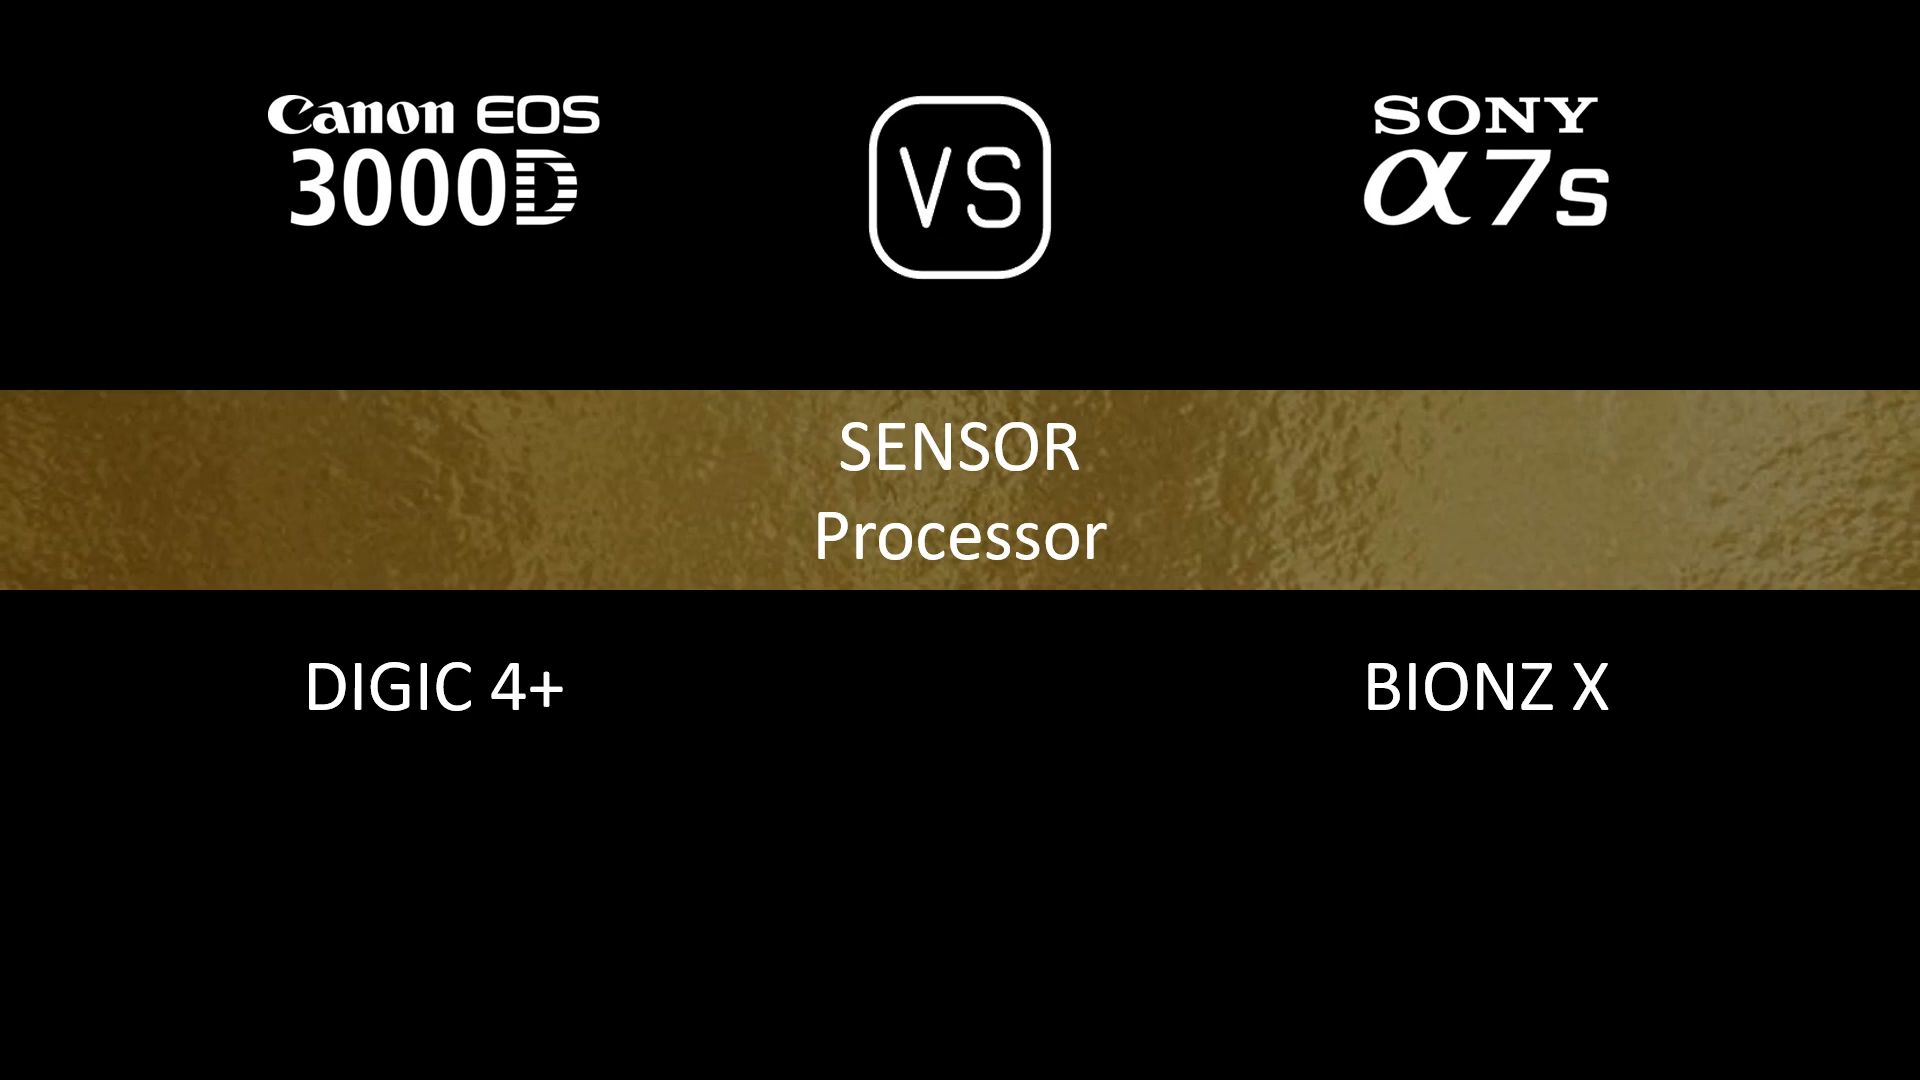 Canon EOS
3000D
VS
SONY
α7s
SENSOR
Processor
DIGIC 4+
BIONZ X